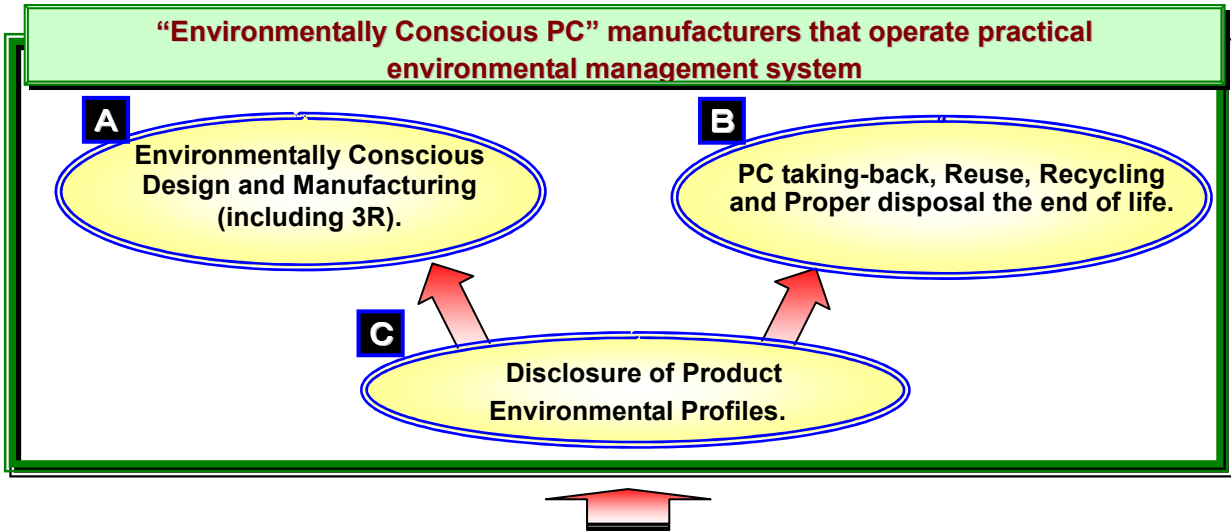 “Environmentally Conscious PC” manufacturers that operate practical
environmental management system
A
Environmentally Conscious
Design and Manufacturing
(including 3R).
B
PC taking-back, Reuse, Recycling
and Proper disposal the end of life.
C
Disclosure of Product
Environmental Profiles.